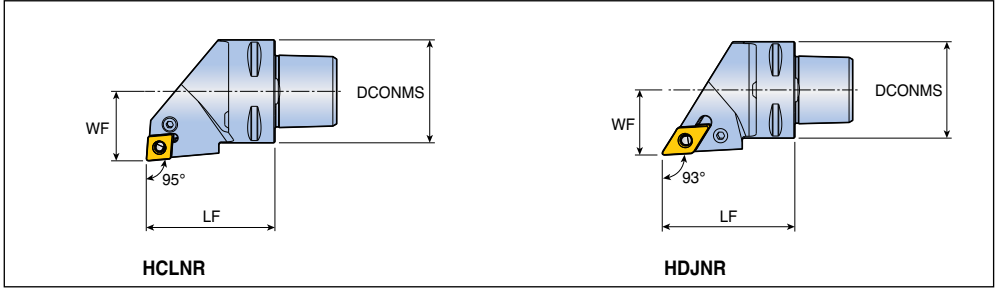 DCONMS
WF
95°
LF
HCLNR
DCONMS
WF
93°
LF
HDJNR